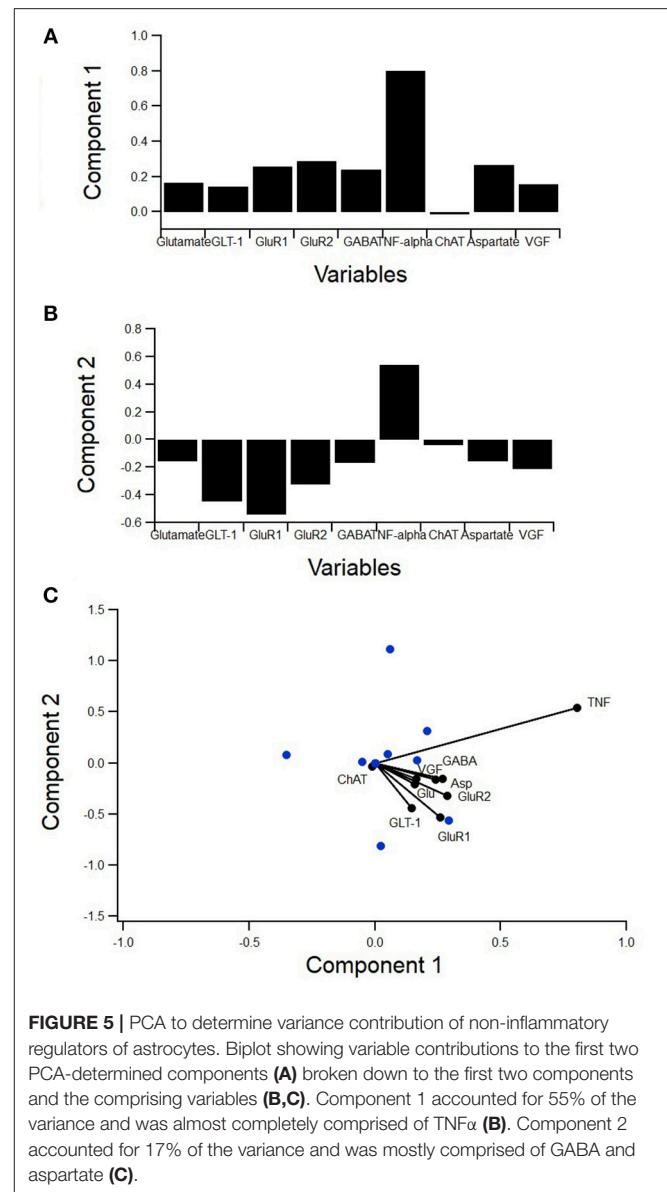 A
1.0
0.8
0.6
0.4
0.2
0.0
Component 1
Glutamate GLT-1 GluR1 GluR2 GABA TNF-alpha ChAT Aspartate VGF
Variables
B
0.8
0.6
0.4
0.2
0.0
-0.2
-0.4
-0.6
Component 2
Glutamate GLT-1 GluR1 GluR2 GABA TNF-alpha ChAT Aspartate VGF
Variables
C
1.5
1.0
0.5
0.0
-0.5
-1.0
-1.5
Component 2
TNF
GABA
VGF
Asp
ChAT
Glu
GluR2
GLT-1
GluR1
-1.0 -0.5 0.0 0.5 1.0
Component 1
FIGURE 5 | PCA to determine variance contribution of non-inflammatory
regulators of astrocytes. Biplot showing variable contributions to the first two
PCA-determined components (A) broken down to the first two components
and the comprising variables (B,C). Component 1 accounted for 55% of the
variance and was almost completely comprised of TNFα (B). Component 2
accounted for 17% of the variance and was mostly comprised of GABA and
aspartate (C).